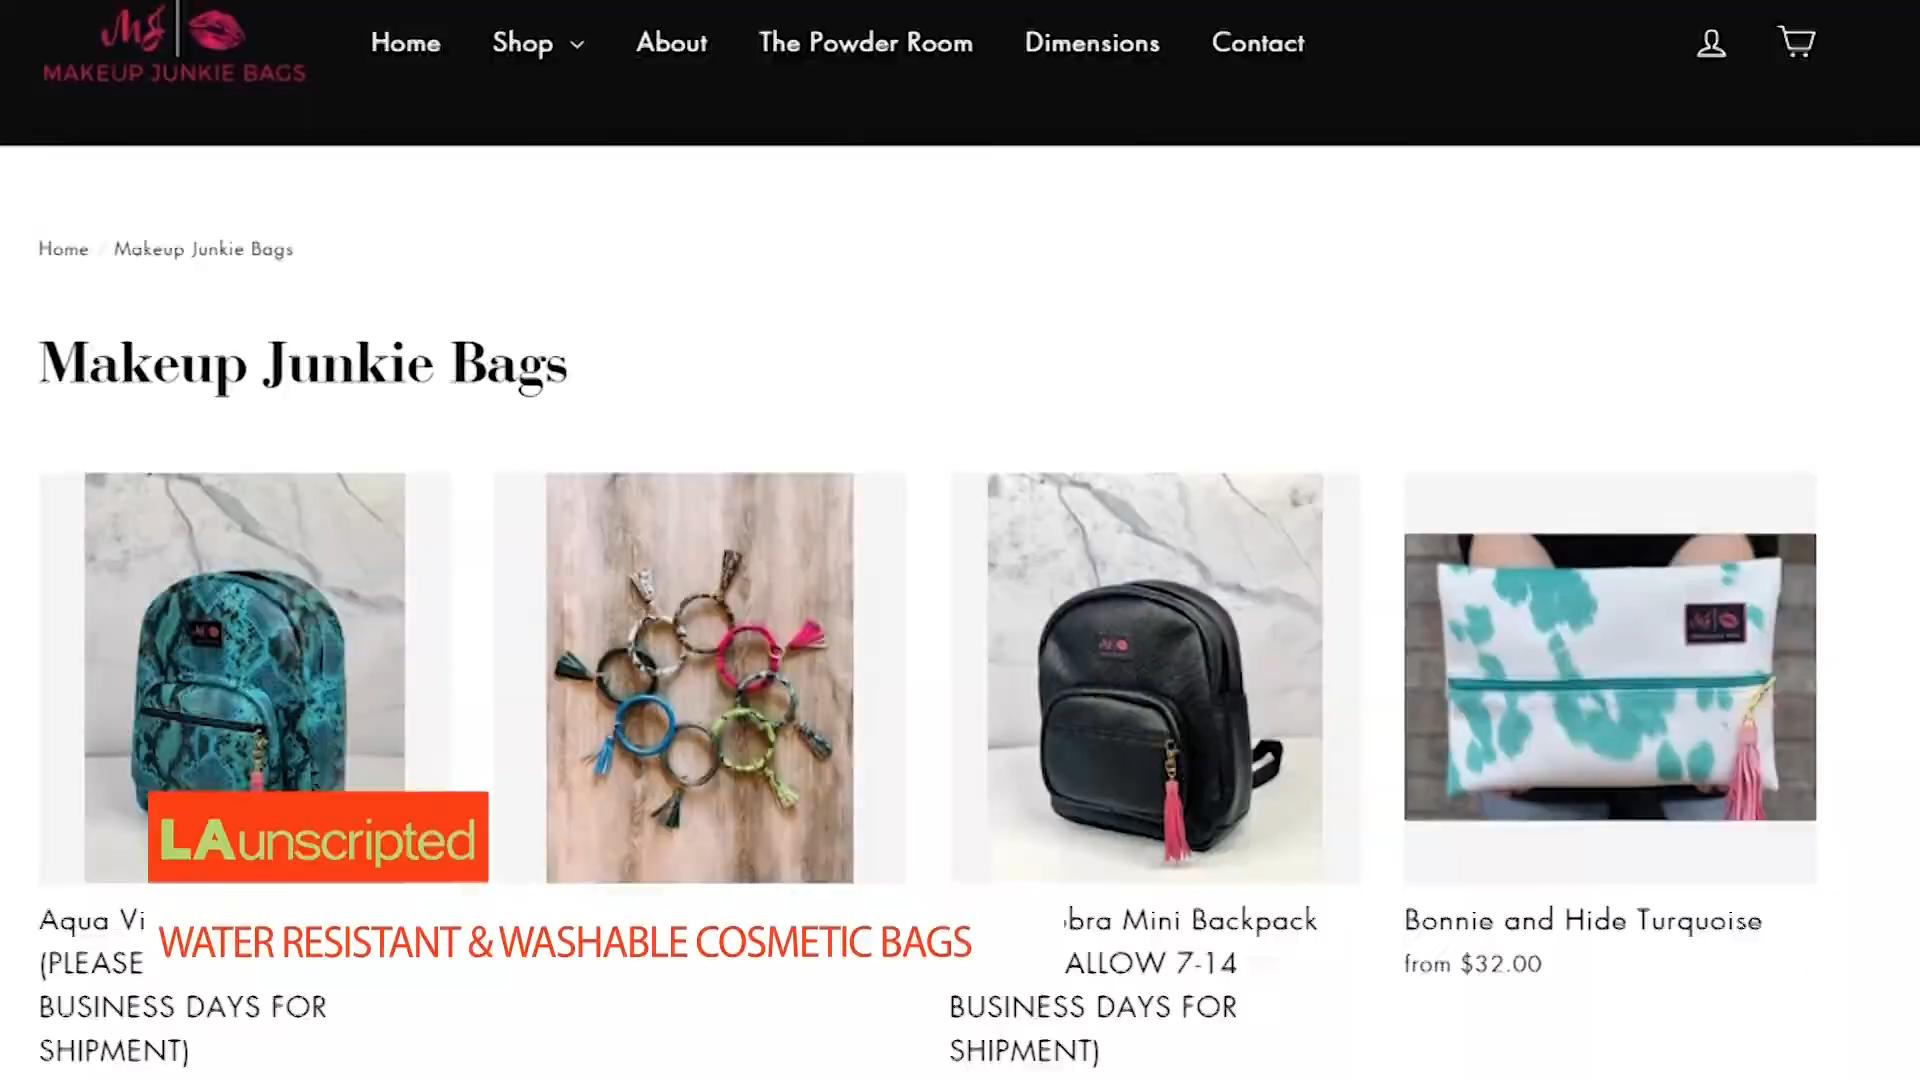 MJ
MAKEUP JUNKIE BAGS
Home
Shop
About
The Powder Room
Dimensions
Contact
Home / Makeup Junkie Bags
Makeup Junkie Bags
LAunscripted
WATER RESISTANT & WASHABLE COSMETIC BAGS
Aqua Vi
(PLEASE
BUSINESS DAYS FOR
SHIPMENT)
bra Mini Backpack
ALLOW 7-14
BUSINESS DAYS FOR
SHIPMENT)
Bonnie and Hide Turquoise
from $32.00